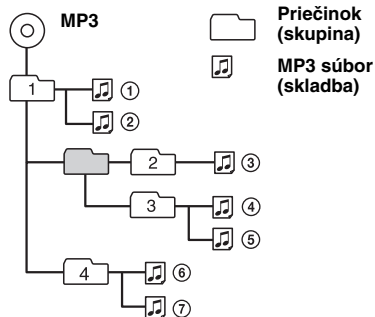 MP3
Priečinok
(skupina)
MP3 súbor
(skladba)
1
①
②
2
③
3
④
⑤
4
⑥
⑦